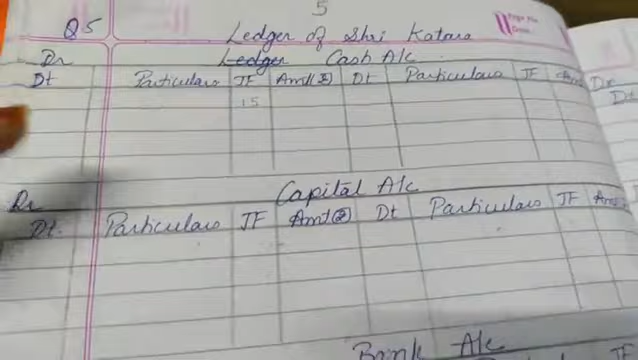 5
Q5 Ledger of Shri Katara
Dr Ledger Cash A/c
Dt Particulars JF Amt(₹) Dt Particulars JF Amt
15
Dr Capital A/c
Dt. Particulars JF Amt(₹) Dt Particulars JF Amt
Bank A/c
Dr
Dt